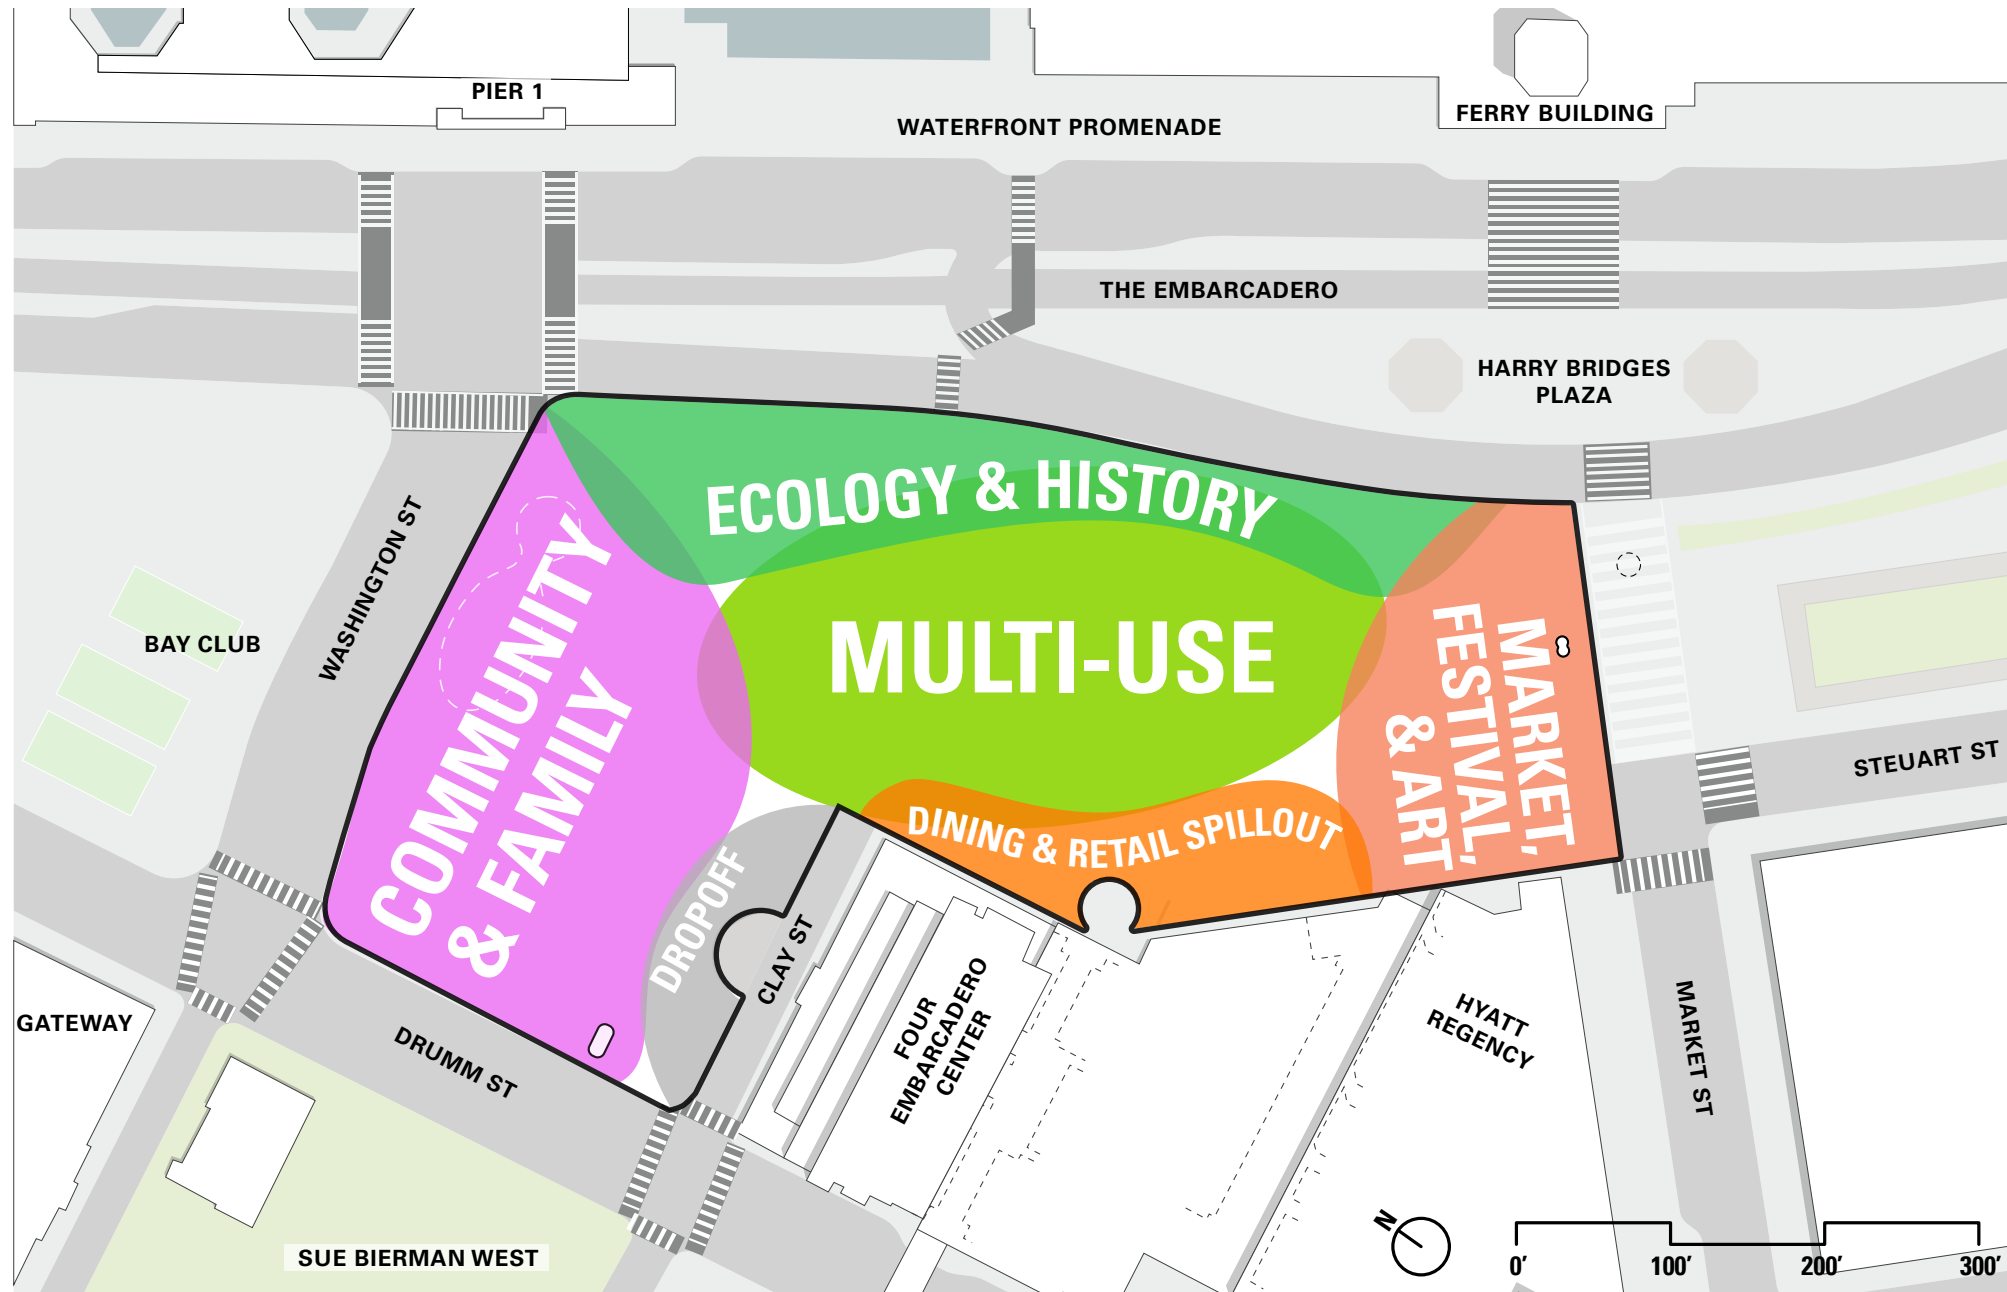 PIER 1
FERRY BUILDING
WATERFRONT PROMENADE
THE EMBARCADERO
HARRY BRIDGES
PLAZA
ECOLOGY & HISTORY
WASHINGTON ST
COMMUNITY
& FAMILY
MULTI-USE
MARKET,
FESTIVAL,
& ART
BAY CLUB
STEUART ST
DINING & RETAIL SPILLOUT
DROPOFF
CLAY ST
GATEWAY
DRUMM ST
FOUR
EMBARCADERO
CENTER
HYATT
REGENCY
MARKET ST
SUE BIERMAN WEST
N
0' 100' 200' 300'